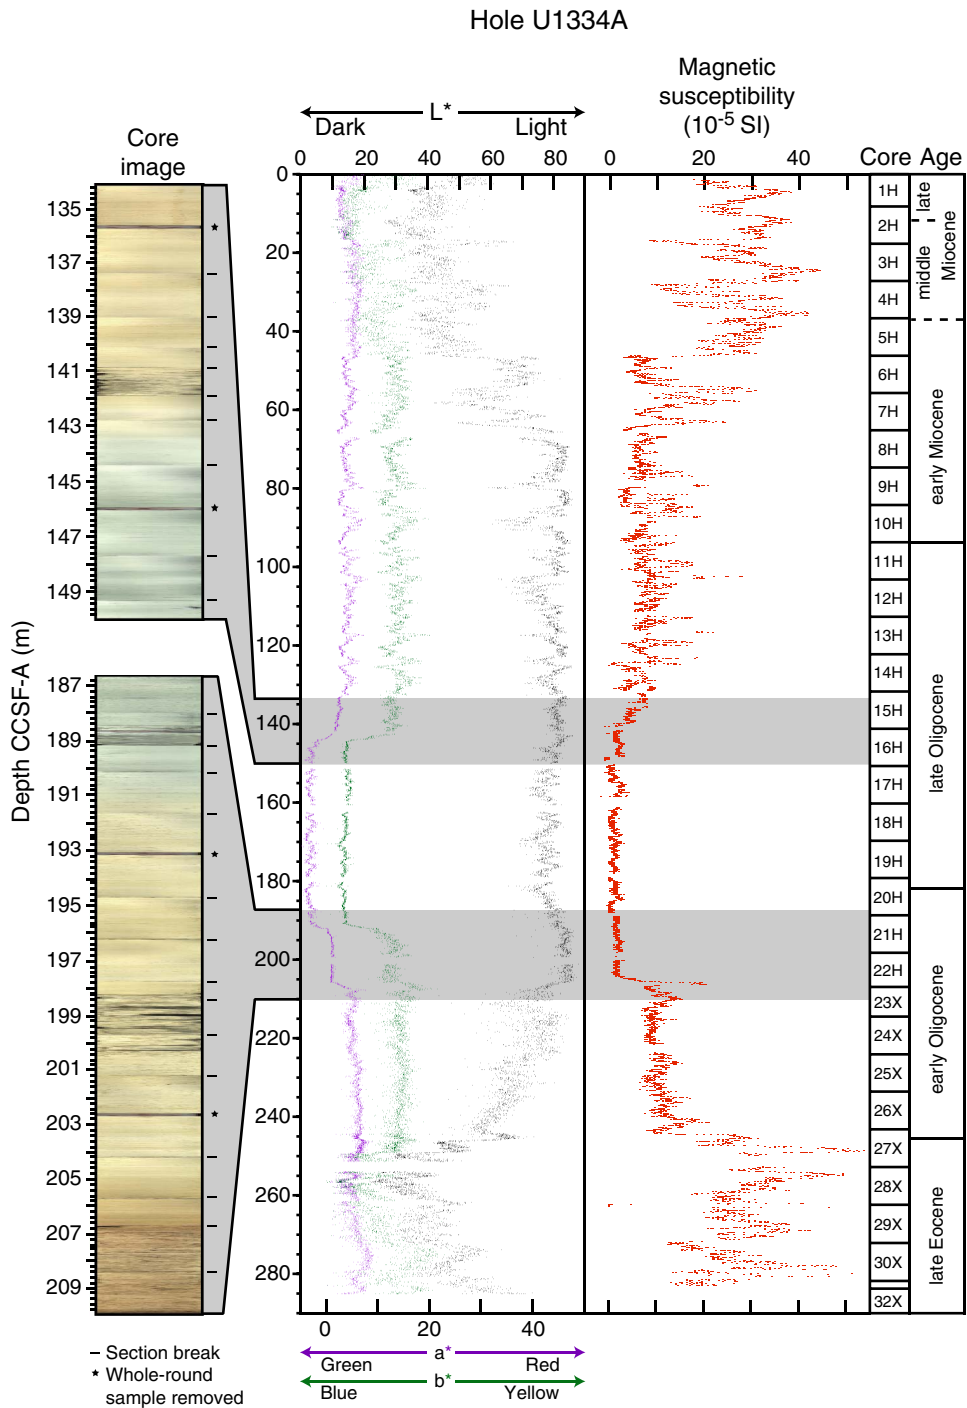 Hole U1334A
Magnetic
susceptibility
(10-5 SI)
L*
Dark Light
Core
image
0 20 40 60 80
0 20 40
Core Age
Depth CCSF-A (m)
135
137
139
141
143
145
147
149
187
189
191
193
195
197
199
201
203
205
207
209
0
20
40
60
80
100
120
140
160
180
200
220
240
260
280
1H
2H
3H
4H
5H
6H
7H
8H
9H
10H
11H
12H
13H
14H
15H
16H
17H
18H
19H
20H
21H
22H
23X
24X
25X
26X
27X
28X
29X
30X
32X
late
middle
Miocene
early Miocene
late Oligocene
early Oligocene
late Eocene
0 20 40
a*
Green Red
b*
Blue Yellow
– Section break
* Whole-round
sample removed